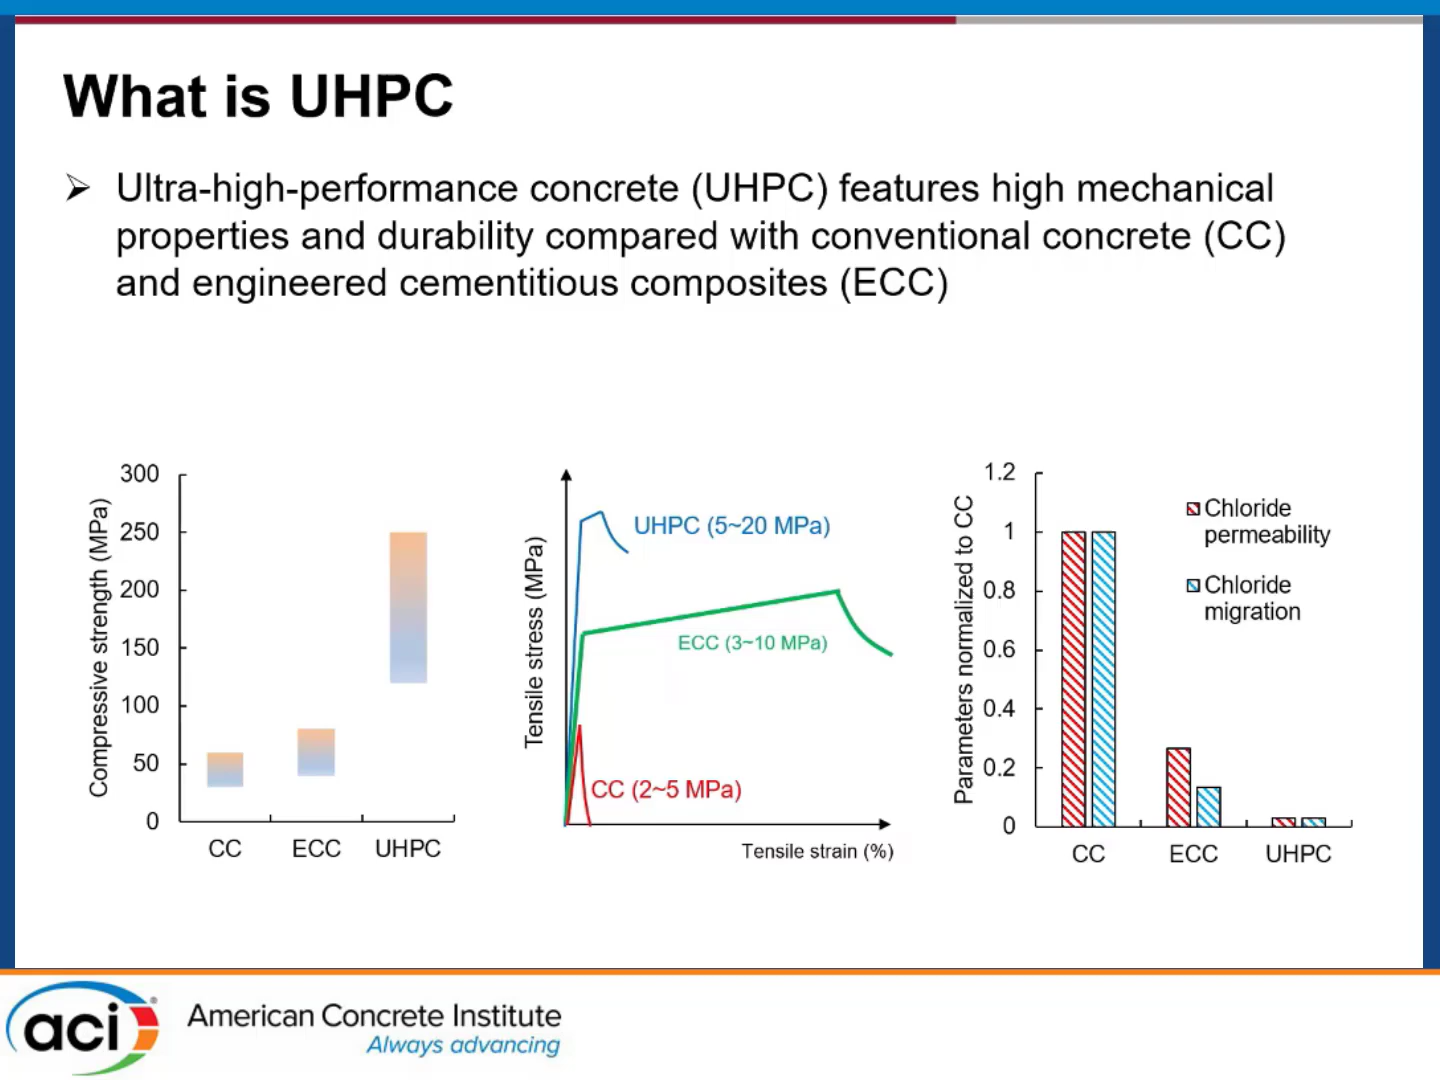 What is UHPC
➢ Ultra-high-performance concrete (UHPC) features high mechanical
properties and durability compared with conventional concrete (CC)
and engineered cementitious composites (ECC)
Compressive strength (MPa)
300
250
200
150
100
50
0
CC ECC UHPC
Tensile stress (MPa)
UHPC (5~20 MPa)
ECC (3~10 MPa)
CC (2~5 MPa)
Tensile strain (%)
Parameters normalized to CC
1.2
1
0.8
0.6
0.4
0.2
0
Chloride
permeability
Chloride
migration
CC ECC UHPC
aci®
American Concrete Institute
Always advancing